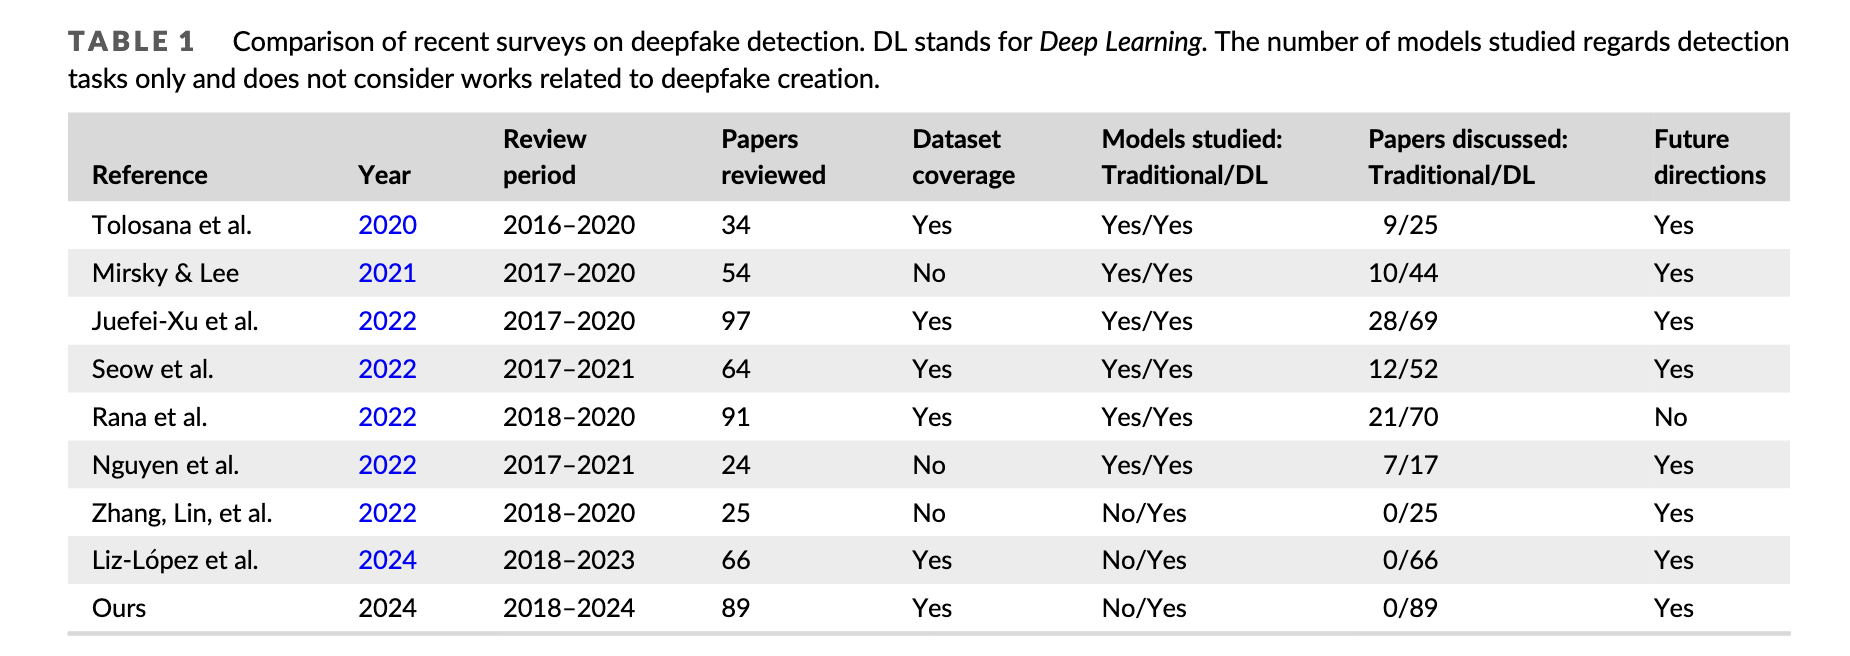 TABLE 1 Comparison of recent surveys on deepfake detection. DL stands for Deep Learning. The number of models studied regards detection
tasks only and does not consider works related to deepfake creation.
Reference Year Review period Papers reviewed Dataset coverage Models studied: Traditional/DL Papers discussed: Traditional/DL Future directions
Tolosana et al. 2020 2016–2020 34 Yes Yes/Yes 9/25 Yes
Mirsky & Lee 2021 2017–2020 54 No Yes/Yes 10/44 Yes
Juefei-Xu et al. 2022 2017–2020 97 Yes Yes/Yes 28/69 Yes
Seow et al. 2022 2017–2021 64 Yes Yes/Yes 12/52 Yes
Rana et al. 2022 2018–2020 91 Yes Yes/Yes 21/70 No
Nguyen et al. 2022 2017–2021 24 No Yes/Yes 7/17 Yes
Zhang, Lin, et al. 2022 2018–2020 25 No No/Yes 0/25 Yes
Liz-López et al. 2024 2018–2023 66 Yes No/Yes 0/66 Yes
Ours 2024 2018–2024 89 Yes No/Yes 0/89 Yes